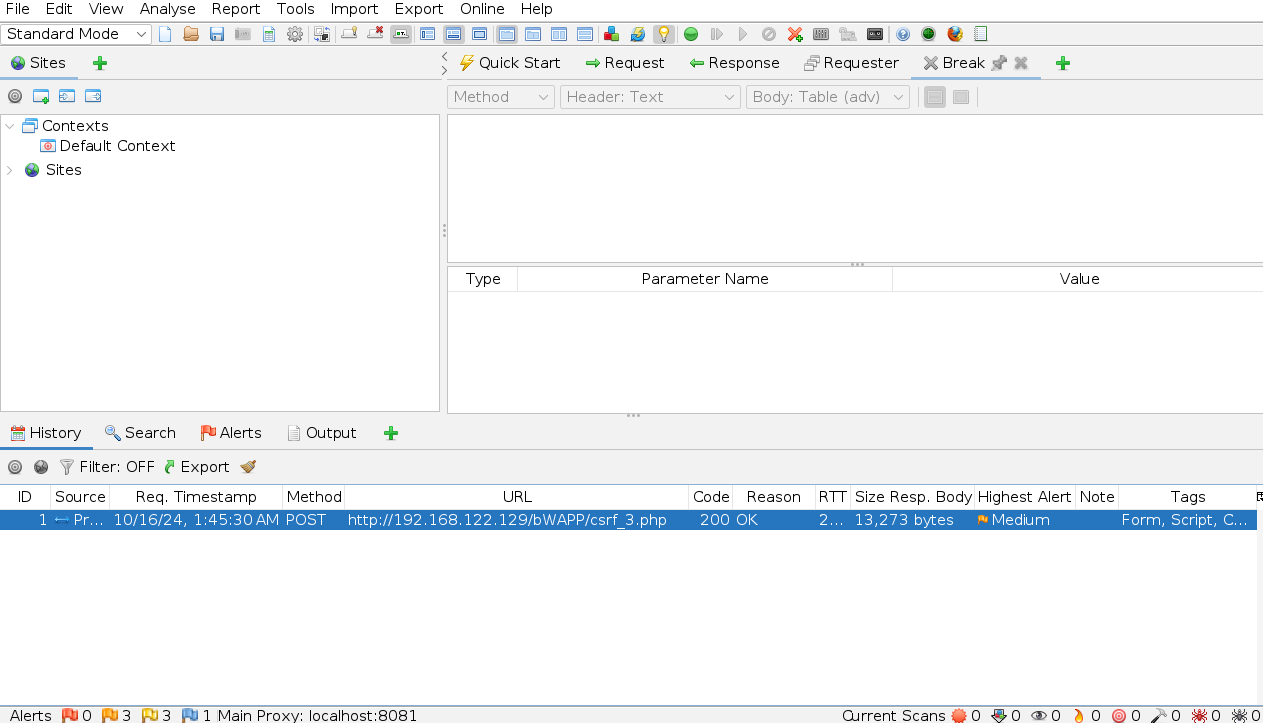 File Edit View Analyse Report Tools Import Export Online Help
Standard Mode
Sites
Quick Start Request Response Requester Break
Method Header: Text Body: Table (adv)
Contexts
Default Context
Sites
Type Parameter Name Value
History Search Alerts Output
Filter: OFF Export
ID Source Req. Timestamp Method URL Code Reason RTT Size Resp. Body Highest Alert Note Tags
1 Pr... 10/16/24, 1:45:30 AM POST http://192.168.122.129/bWAPP/csrf_3.php 200 OK 2... 13,273 bytes Medium Form, Script, C...
Alerts 0 3 3 1 Main Proxy: localhost:8081 Current Scans 0 0 0 0 0 0 0 0